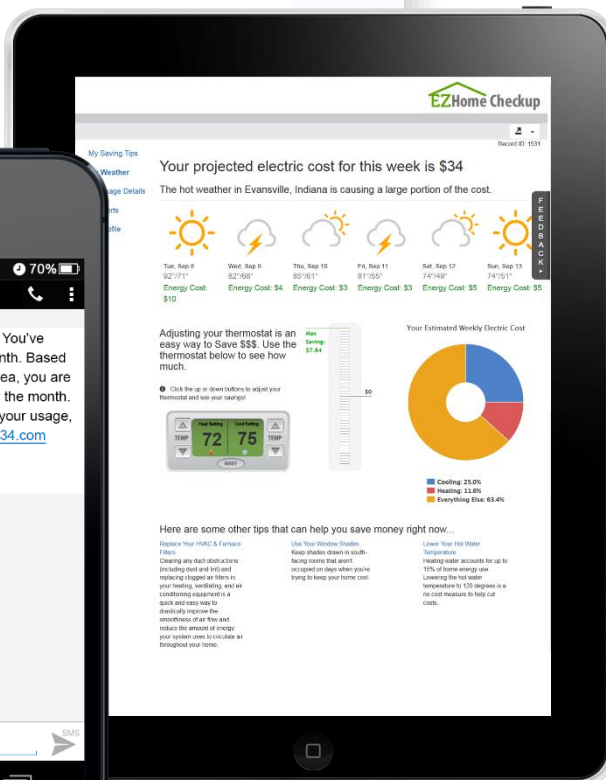 EZHome Checkup
Record ID: 1531
My Saving Tips
Weather
age Details
rts
ofile
Your projected electric cost for this week is $34
The hot weather in Evansville, Indiana is causing a large portion of the cost.
FEEDBACK
Tue, Sep 8
92°/71°
Energy Cost:
$10
Wed, Sep 9
82°/66°
Energy Cost: $4
Thu, Sep 10
85°/61°
Energy Cost: $3
Fri, Sep 11
81°/55°
Energy Cost: $3
Sat, Sep 12
74°/49°
Energy Cost: $5
Sun, Sep 13
74°/51°
Energy Cost: $5
Adjusting your thermostat is an
easy way to Save $$$. Use the
thermostat below to see how
much.
Click the up or down buttons to adjust your
thermostat and see your savings!
Heat Setting
Cool Setting
TEMP
72
75
TEMP
RESET
Max
Saving:
$7.84
$0
Your Estimated Weekly Electric Cost
Cooling: 25.0%
Heating: 11.6%
Everything Else: 63.4%
Here are some other tips that can help you save money right now...
Replace Your HVAC & Furnace
Filters
Clearing any duct obstructions
(including dust and lint) and
replacing clogged air filters in
your heating, ventilating, and air
conditioning equipment is a
quick and easy way to
drastically improve the
smoothness of air flow and
reduce the amount of energy
your system uses to circulate air
throughout your home.
Use Your Window Shades
Keep shades drawn in south-
facing rooms that aren't
occupied on days when you're
trying to keep your home cool.
Lower Your Hot Water
Temperature
Heating water accounts for up to
15% of home energy use.
Lowering the hot water
temperature to 120 degrees is a
no cost measure to help cut
costs.
70%
You've
nth. Based
ea, you are
the month.
your usage,
34.com
SMS